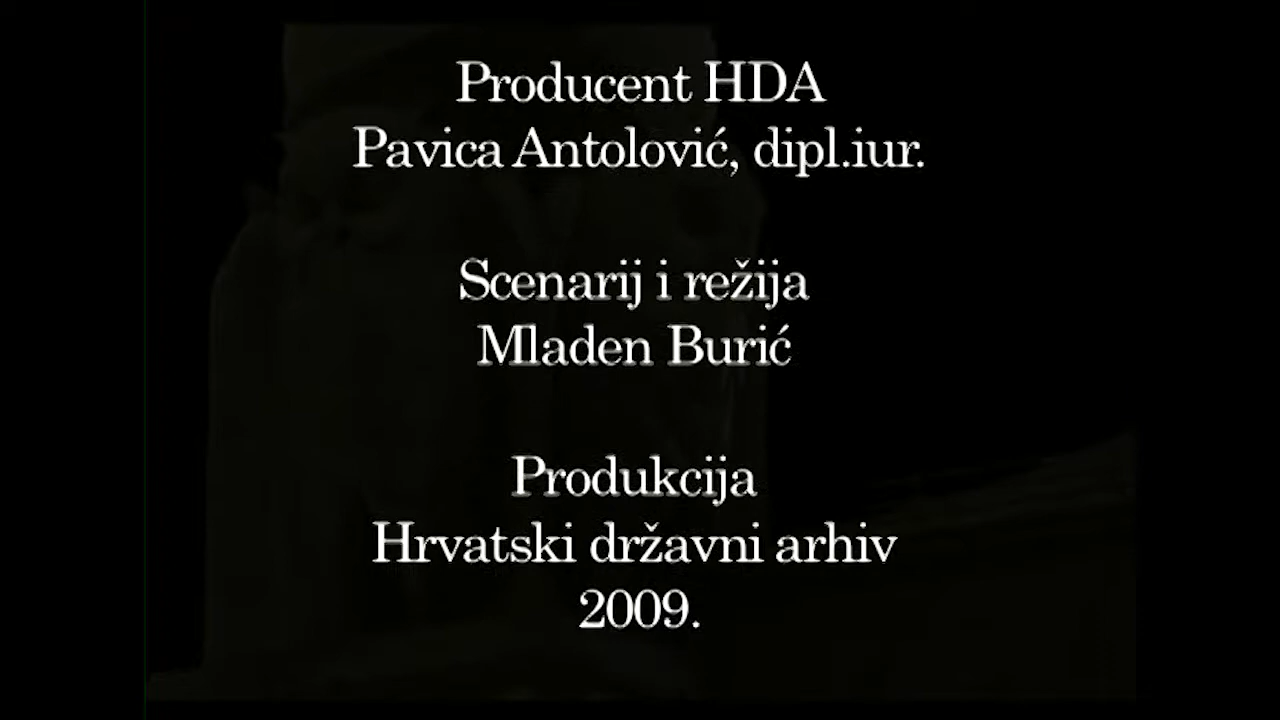 Producent HDA
Pavica Antolović, dipl.iur.
Scenarij i režija
Mladen Burić
Produkcija
Hrvatski državni arhiv
2009.